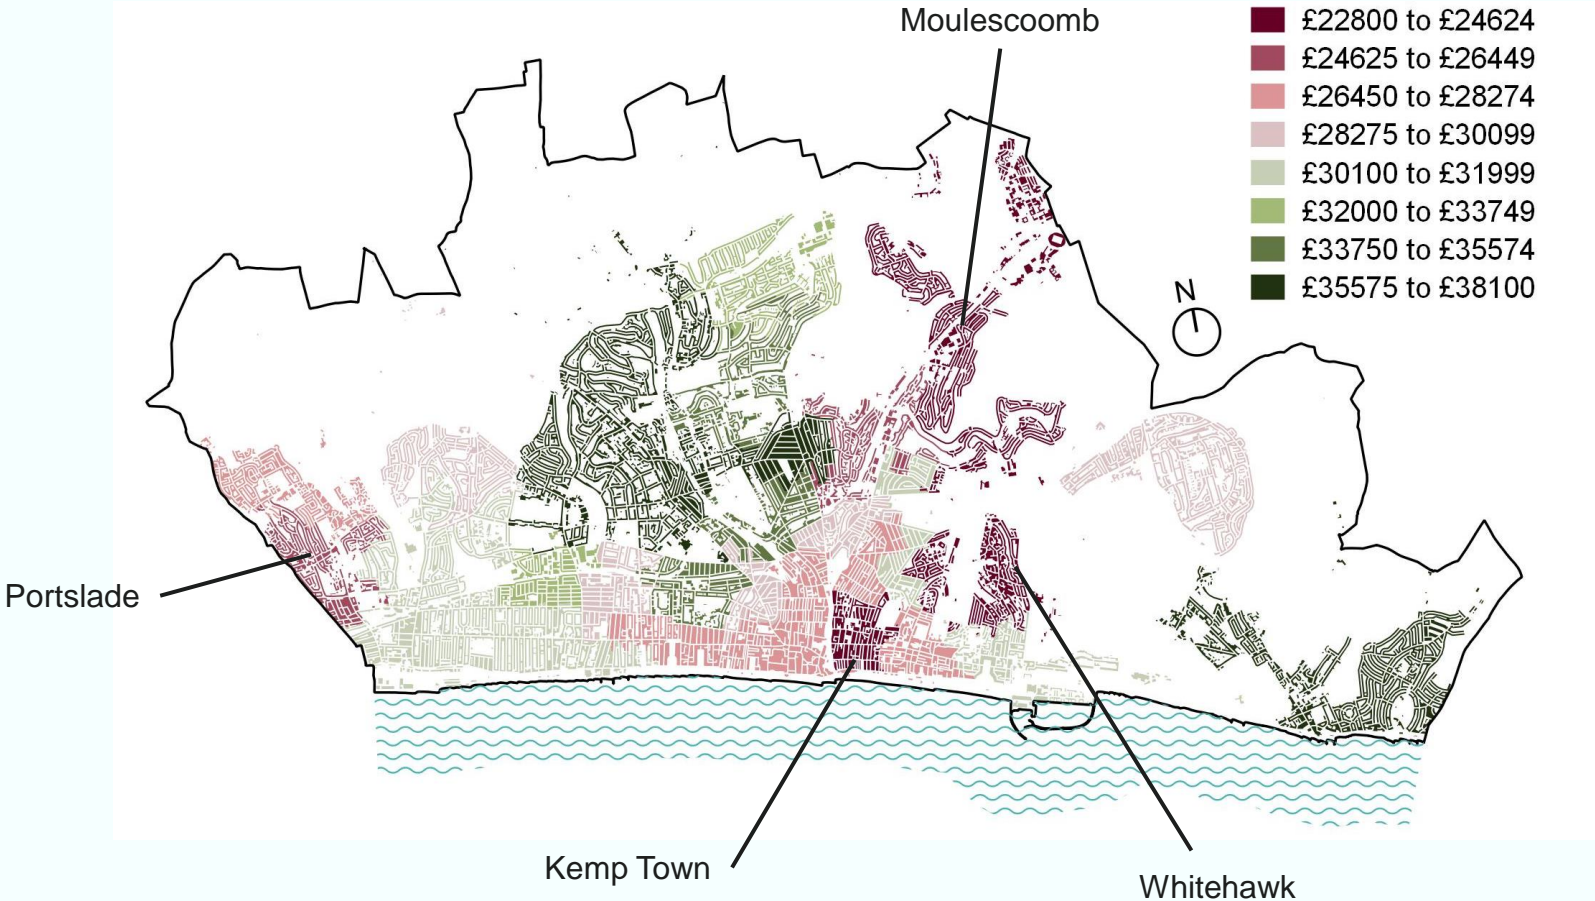 Moulescoomb
£22800 to £24624
£24625 to £26449
£26450 to £28274
£28275 to £30099
£30100 to £31999
£32000 to £33749
£33750 to £35574
£35575 to £38100
N
Portslade
Kemp Town
Whitehawk